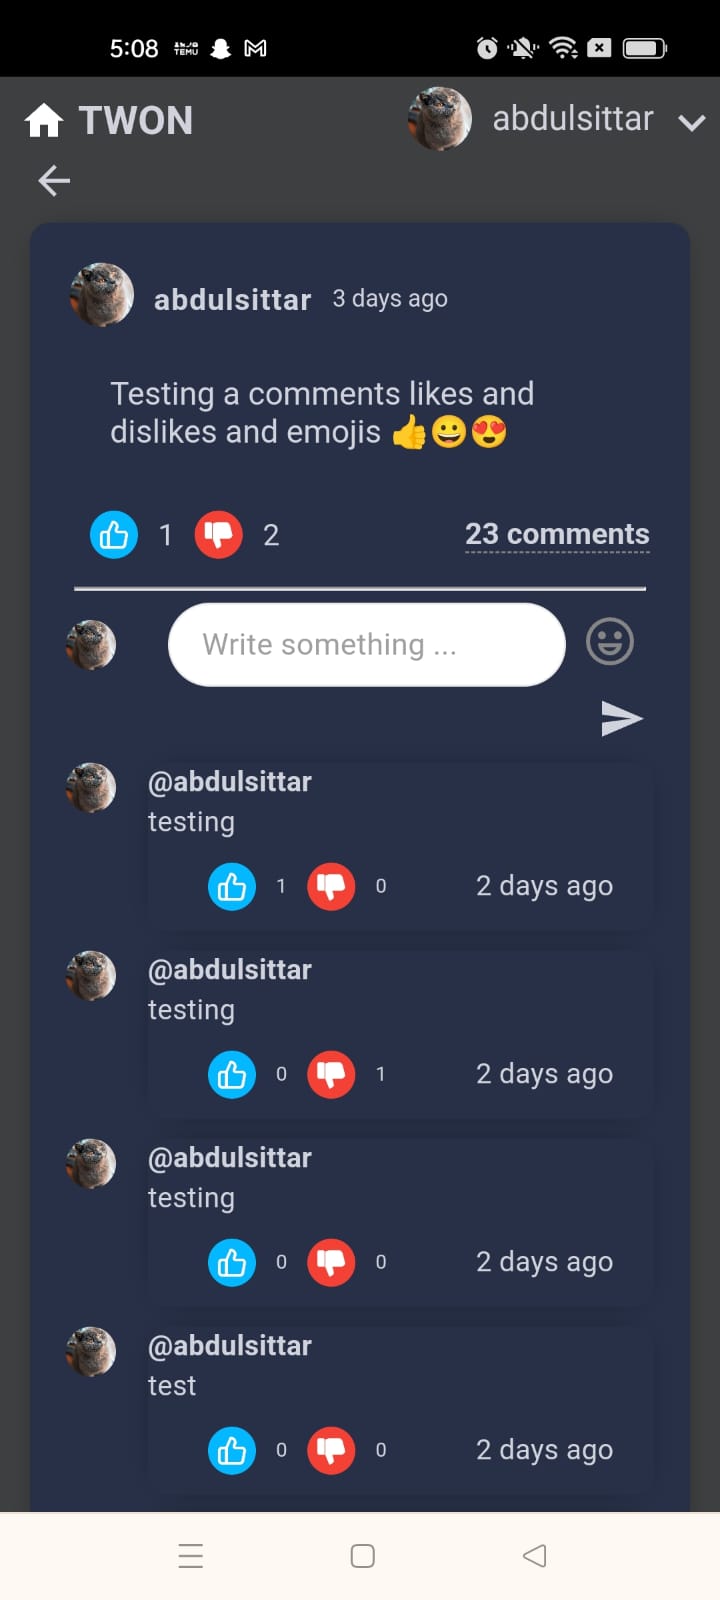 5:08 TEMU
TWON abdulsittar
abdulsittar 3 days ago
Testing a comments likes and
dislikes and emojis 👍😀😍
1 2 23 comments
Write something ...
@abdulsittar
testing
1 0 2 days ago
@abdulsittar
testing
0 1 2 days ago
@abdulsittar
testing
0 0 2 days ago
@abdulsittar
test
0 0 2 days ago